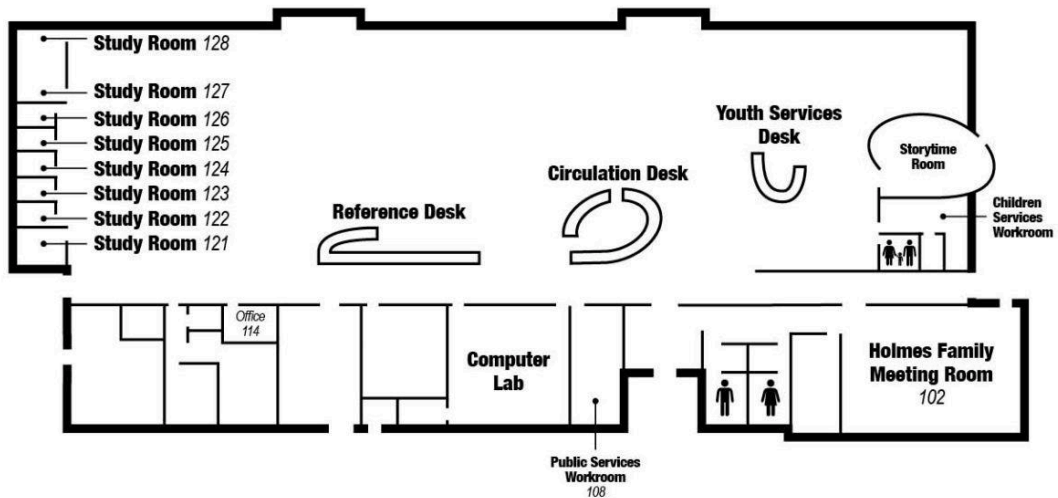 Study Room 128
Study Room 127
Study Room 126
Study Room 125
Study Room 124
Study Room 123
Study Room 122
Study Room 121
Reference Desk
Circulation Desk
Youth Services
Desk
Storytime
Room
Children
Services
Workroom
Office
114
Computer
Lab
Public Services
Workroom
108
Holmes Family
Meeting Room
102